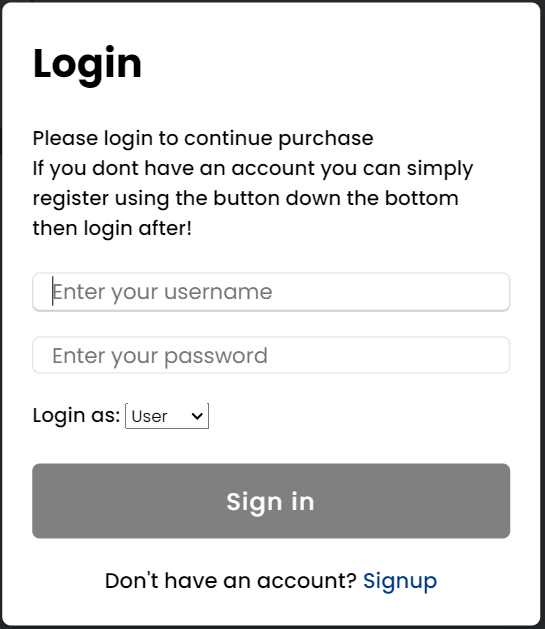 Login
Please login to continue purchase
If you dont have an account you can simply
register using the button down the bottom
then login after!
Enter your username
Enter your password
Login as: User
Sign in
Don't have an account? Signup